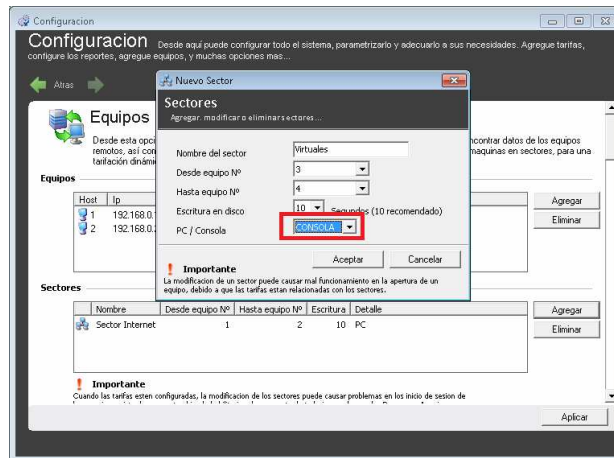 Configuracion
Configuracion Desde aquí puede configurar todo el sistema, parametrizarlo y adecuarlo a sus necesidades. Agregue tarifas,
configure los reportes, agregue equipos, y muchas opciones mas...
Atras
Nuevo Sector
Sectores
Agregar, modificar o eliminar sectores...
Equipos
Desde esta opci
remotos, así con
tarifación dinámi
ncontrar datos de los equipos
maquinas en sectores, para una
Nombre del sector Virtuales
Desde equipo Nº 3
Hasta equipo Nº 4
Escritura en disco 10 Segundos (10 recomendado)
PC / Consola CONSOLA
Aceptar Cancelar
Importante
La modificacion de un sector puede causar mal funcionamiento en la apertura de un
equipo, debido a que las tarifas estan relacionadas con los sectores.
Equipos
Host Ip
1 192.168.0.
2 192.168.0.
Agregar
Eliminar
Sectores
Nombre Desde equipo Nº Hasta equipo Nº Escritura Detalle
Sector Internet 1 2 10 PC
Agregar
Eliminar
Importante
Cuando las tarifas esten configuradas, la modificacion de los sectores puede causar problemas en los inicio de sesion de
Aplicar